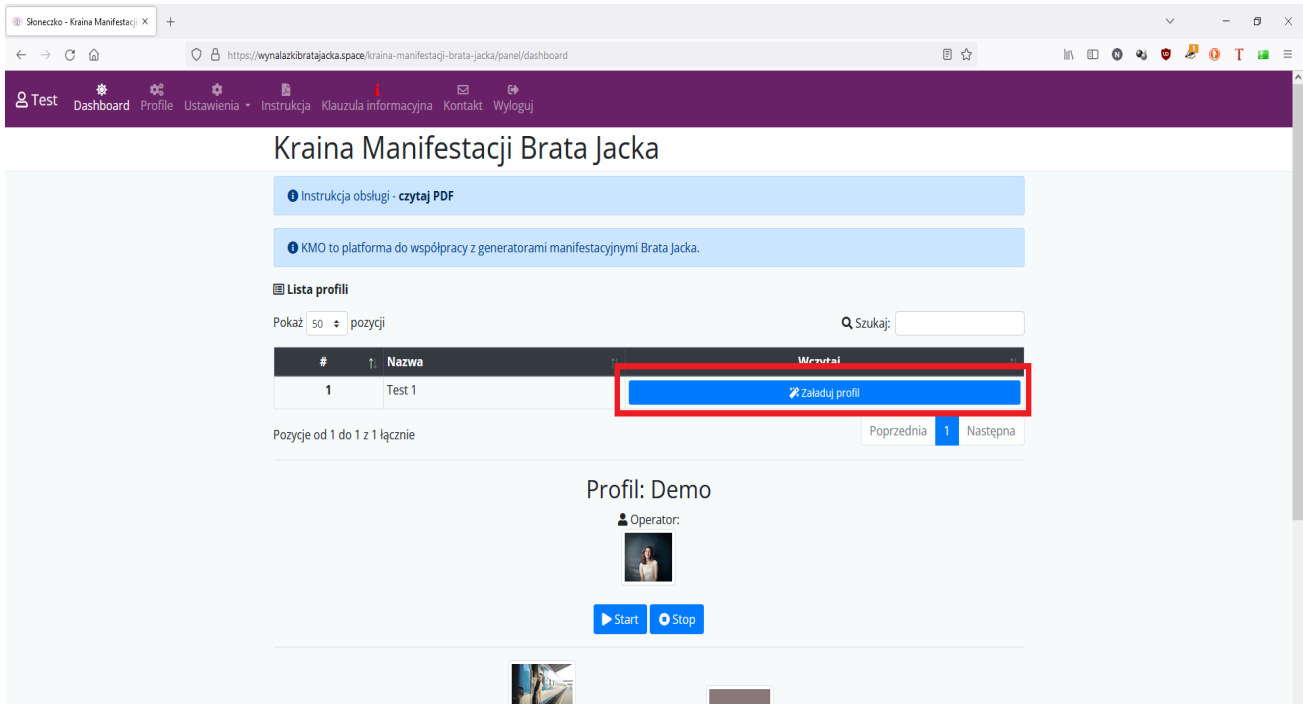 Słoneczko - Kraina Manifestacji
https://wynalazkibratajacka.space/kraina-manifestacji-brata-jacka/panel/dashboard
Test Dashboard Profile Ustawienia Instrukcja Klauzula informacyjna Kontakt Wyloguj
Kraina Manifestacji Brata Jacka
Instrukcja obsługi - czytaj PDF
KMO to platforma do współpracy z generatorami manifestacyjnymi Brata Jacka.
Lista profili
Pokaż 50 pozycji Szukaj:
# Nazwa Wczytaj
1 Test 1 Załaduj profil
Pozycje od 1 do 1 z 1 łącznie Poprzednia 1 Następna
Profil: Demo
Operator:
Start Stop